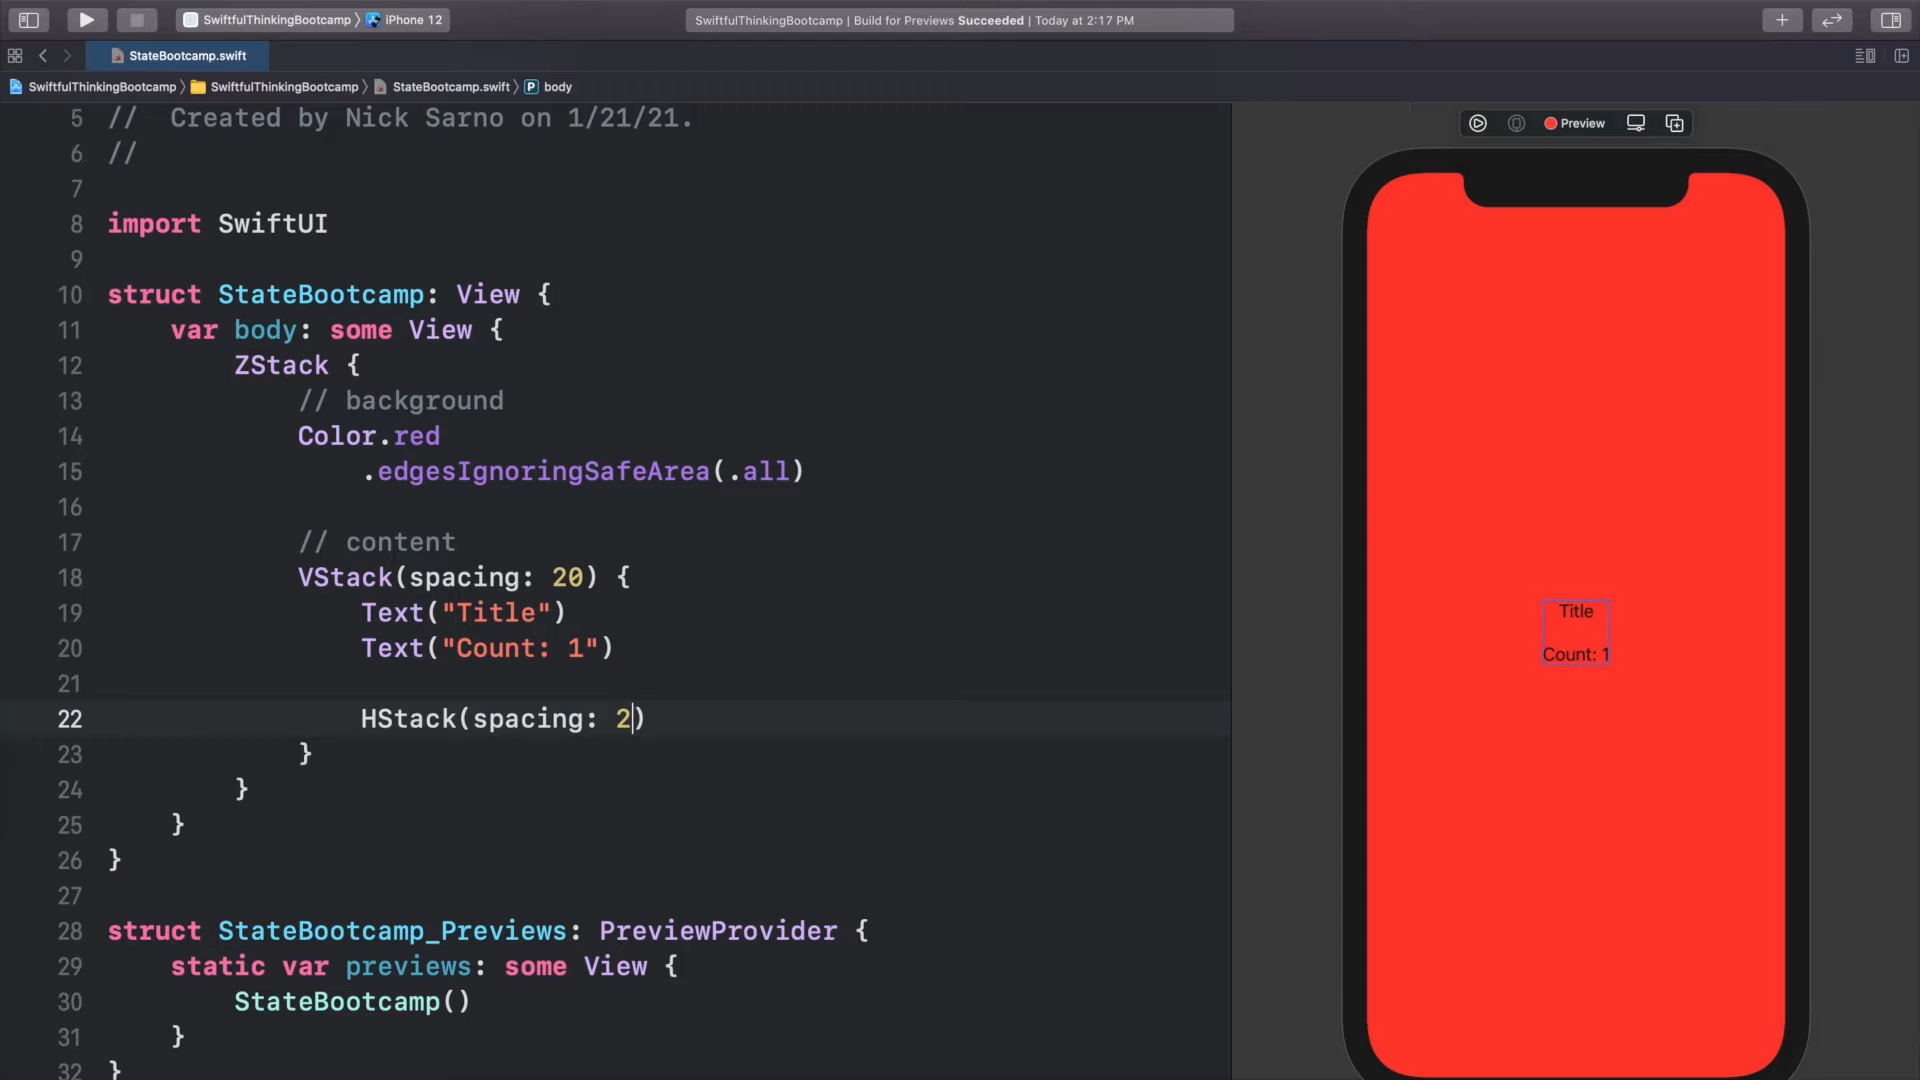 SwiftfulThinkingBootcamp 〉 iPhone 12
SwiftfulThinkingBootcamp | Build for Previews Succeeded | Today at 2:17 PM
StateBootcamp.swift
SwiftfulThinkingBootcamp 〉 SwiftfulThinkingBootcamp 〉 StateBootcamp.swift 〉 P body
5 //  Created by Nick Sarno on 1/21/21.
6 //
7
8 import SwiftUI
9
10 struct StateBootcamp: View {
11     var body: some View {
12         ZStack {
13             // background
14             Color.red
15                 .edgesIgnoringSafeArea(.all)
16
17             // content
18             VStack(spacing: 20) {
19                 Text("Title")
20                 Text("Count: 1")
21
22                 HStack(spacing: 2)
23             }
24         }
25     }
26 }
27
28 struct StateBootcamp_Previews: PreviewProvider {
29     static var previews: some View {
30         StateBootcamp()
31     }
32 }
Preview
Title
Count: 1